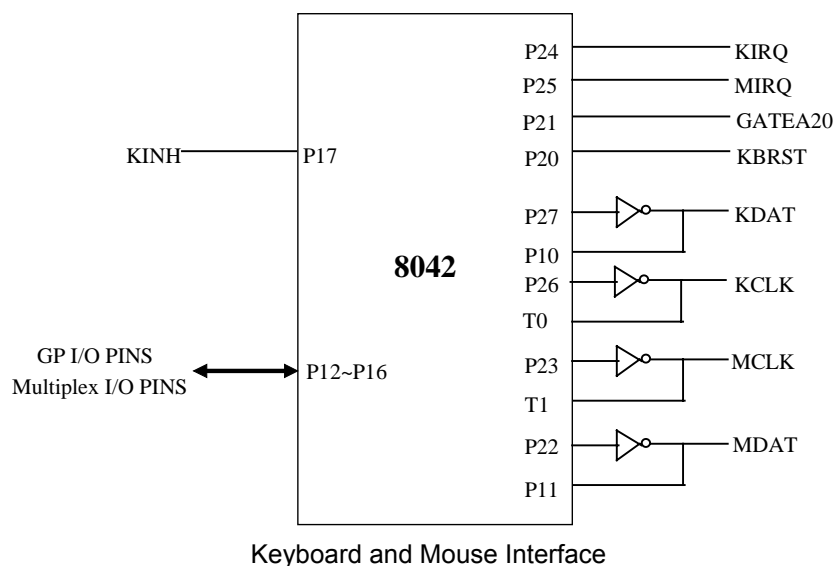 P24 KIRQ
P25 MIRQ
P21 GATEA20
KINH P17 P20 KBRST
P27 KDAT
P10
8042
P26 KCLK
T0
GP I/O PINS
Multiplex I/O PINS
P12~P16
P23 MCLK
T1
P22 MDAT
P11
Keyboard and Mouse Interface